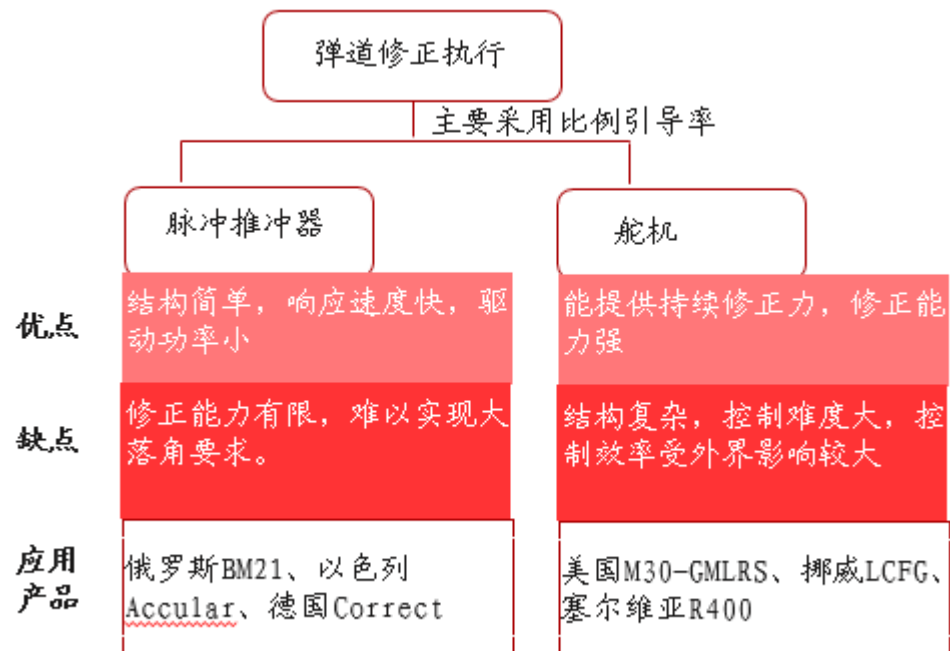 弹道修正执行
主要采用比例引导率
脉冲推冲器
舵机
优点
结构简单，响应速度快，驱
动功率小
能提供持续修正力，修正能
力强
缺点
修正能力有限，难以实现大
落角要求。
结构复杂，控制难度大，控
制效率受外界影响较大
应用
产品
俄罗斯BM21、以色列
Accular、德国Correct
美国M30-GMLRS、挪威LCFG、
塞尔维亚R400